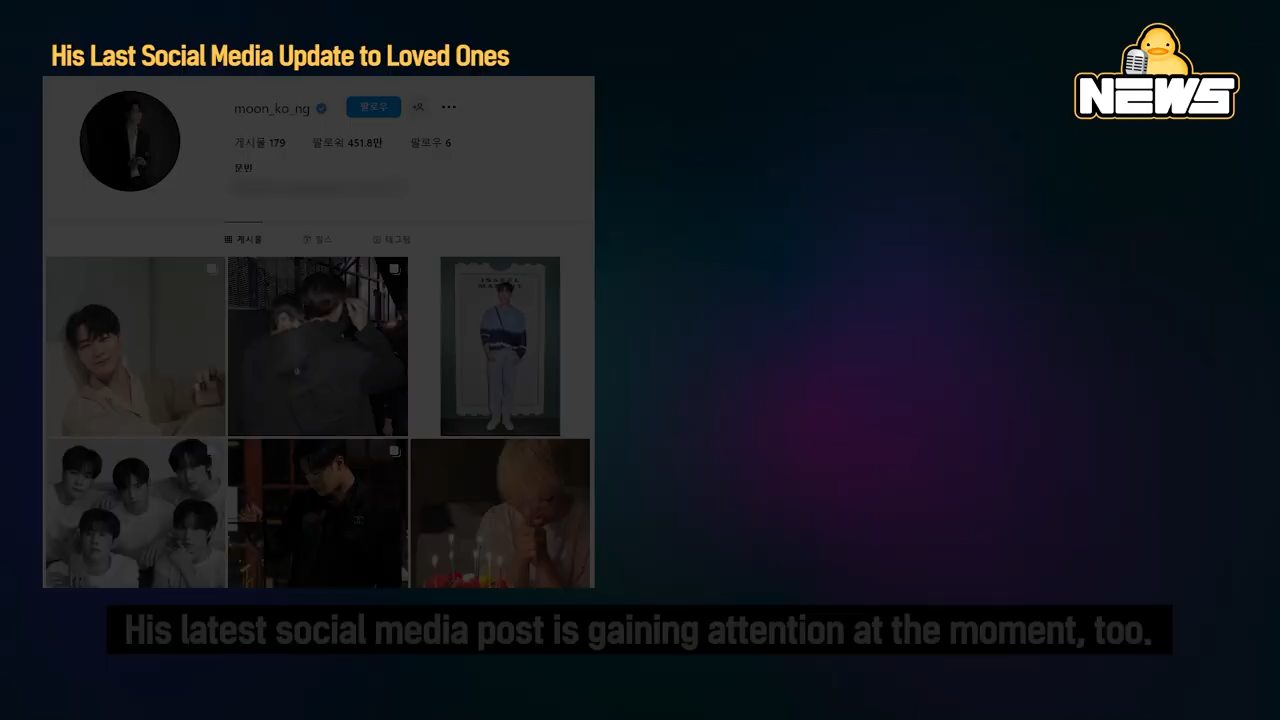 His Last Social Media Update to Loved Ones
NEWS
moon_ko_ng
팔로우
게시물 179
팔로워 451.8만
팔로우 6
문빈
게시물
릴스
태그됨
His latest social media post is gaining attention at the moment, too.